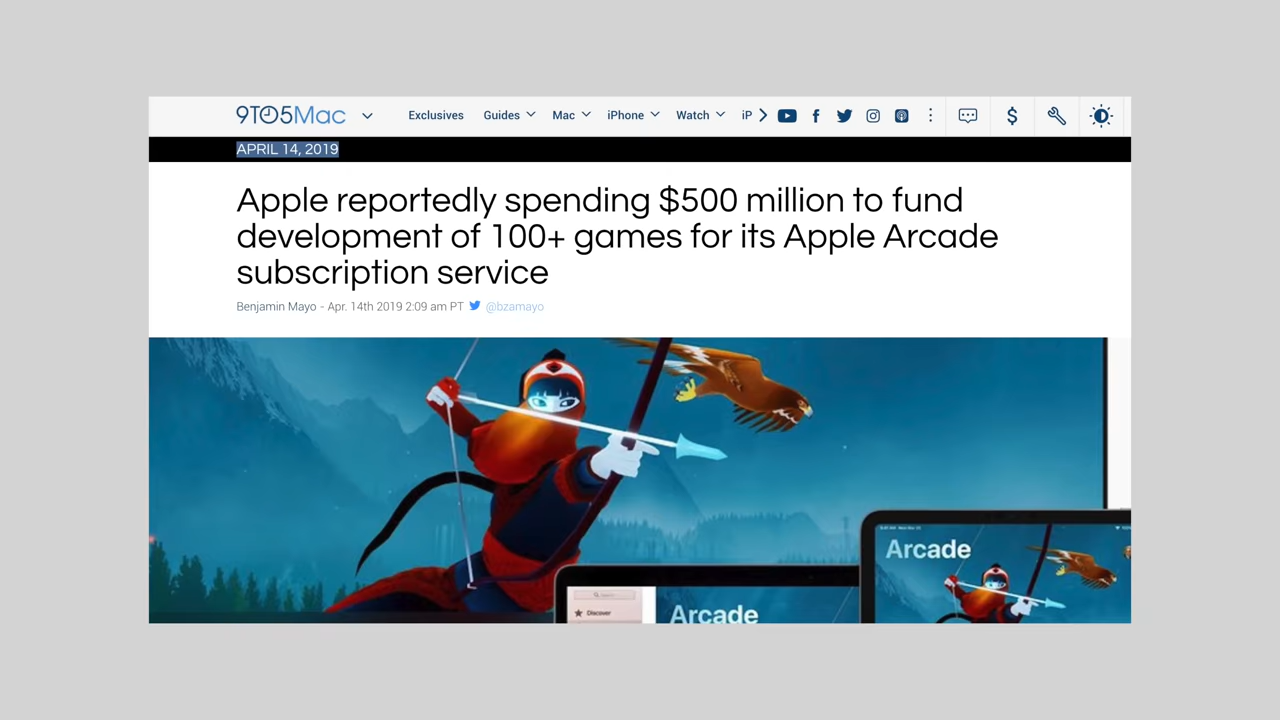 9TO5Mac Exclusives Guides Mac iPhone Watch iP
APRIL 14, 2019
Apple reportedly spending $500 million to fund
development of 100+ games for its Apple Arcade
subscription service
Benjamin Mayo - Apr. 14th 2019 2:09 am PT @bzamayo
Arcade
Discover
Arcade